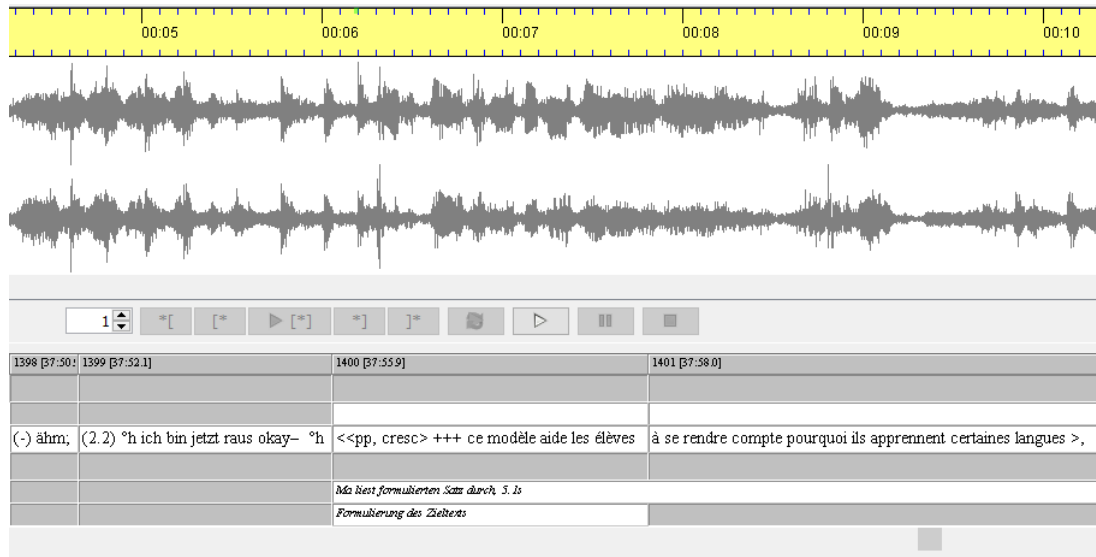 00:05 00:06 00:07 00:08 00:09 00:10
1 *[ [* [*] *] ]*
1398 [37:50: 1399 [37:52.1] 1400 [37:55.9] 1401 [37:58.0]
(-) ähm; (2.2) °h ich bin jetzt raus okay– °h <<pp, cresc> +++ ce modèle aide les élèves à se rendre compte pourquoi ils apprennent certaines langues >,
Ma liest formulierten Satz durch, 5. 1s
Formulierung des Zieltexts